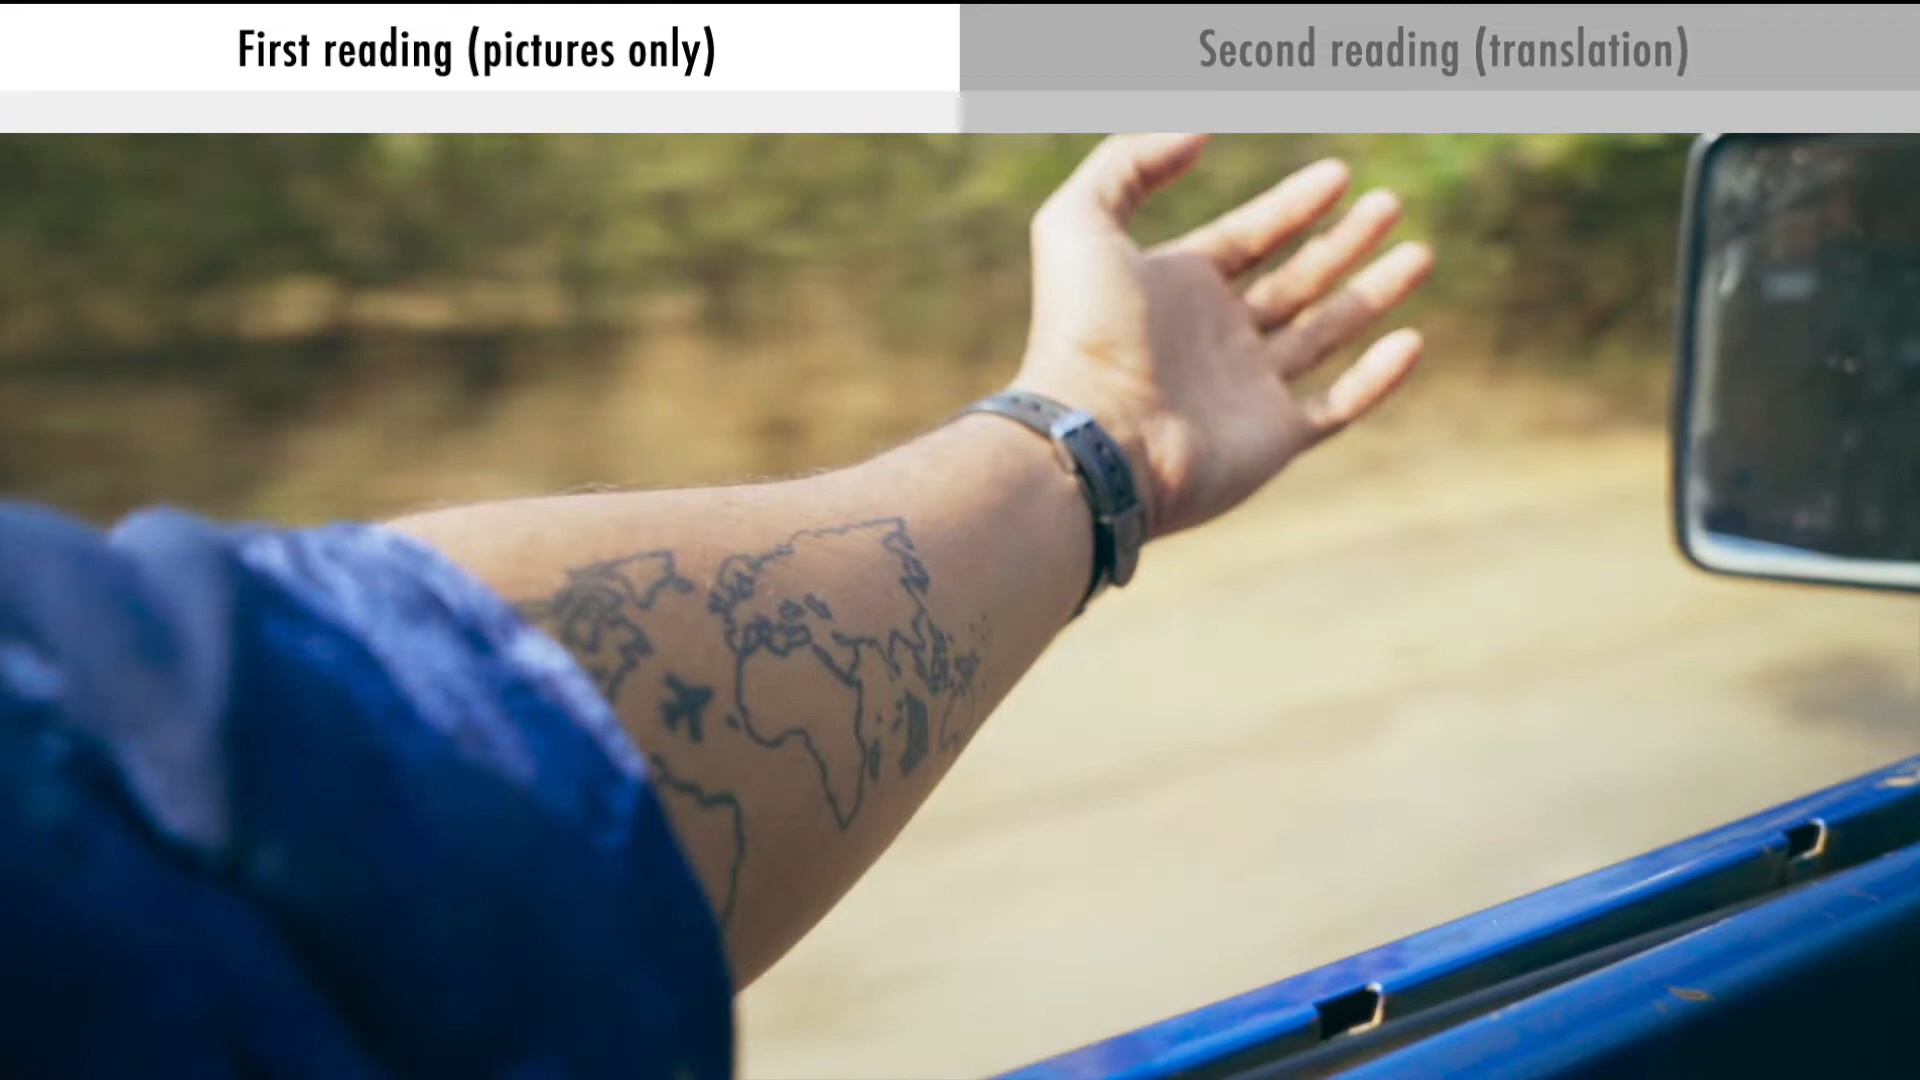 First reading (pictures only)
Second reading (translation)